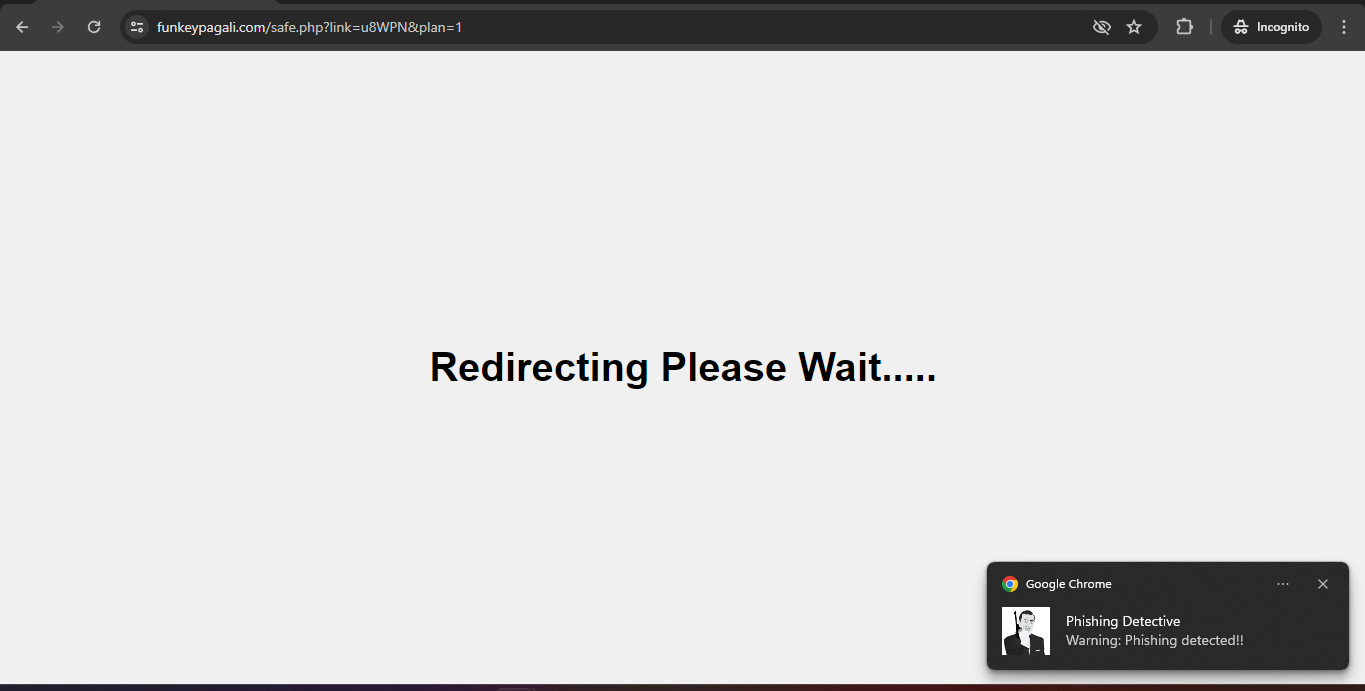 funkeypagali.com/safe.php?link=u8WPN&plan=1
Incognito
Redirecting Please Wait.....
Google Chrome
Phishing Detective
Warning: Phishing detected!!